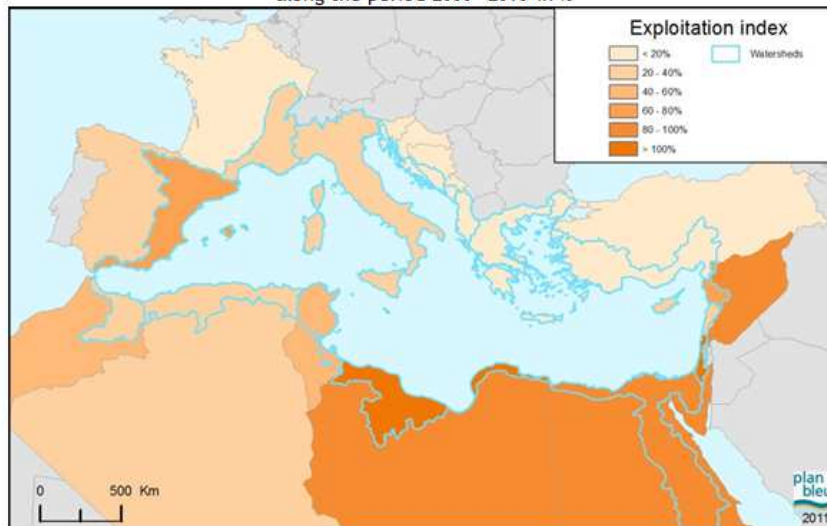 Exploitation index
< 20%
Watersheds
20 - 40%
40 - 60%
60 - 80%
80 - 100%
> 100%
0 500 Km
plan
bleu
2011